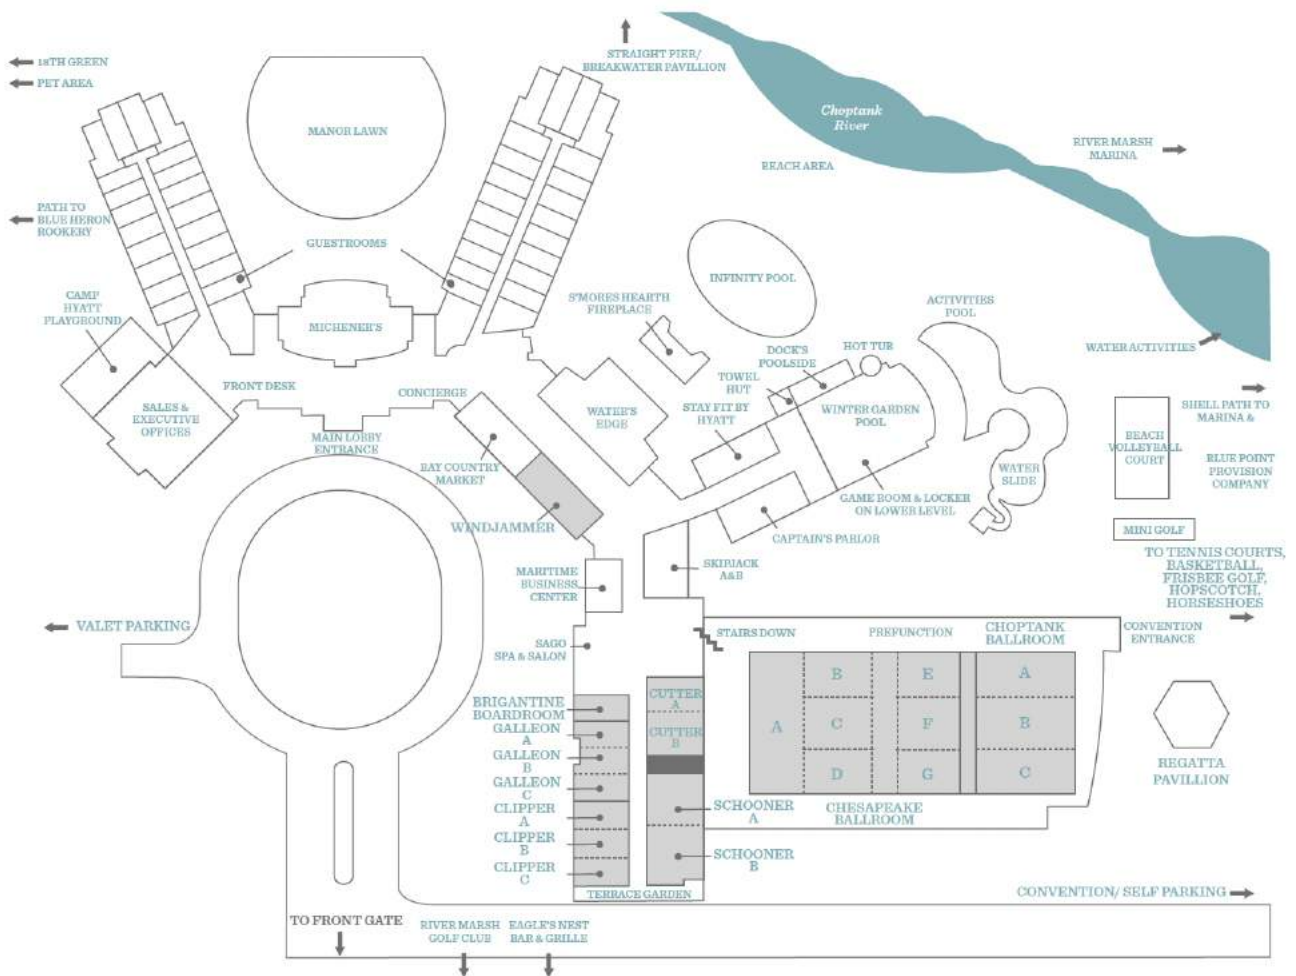 18TH GREEN
PET AREA
STRAIGHT PIER/
BREAKWATER PAVILLION
MANOR LAWN
Choptank
River
BEACH AREA
RIVER MARSH
MARINA
PATH TO
BLUE HERON
ROOKERY
GUESTROOMS
CAMP
HYATT
PLAYGROUND
MICHENER'S
S'MORES HEARTH
FIREPLACE
INFINITY POOL
ACTIVITIES
POOL
WATER ACTIVITIES
HOT TUB
DOCK'S
POOLSIDE
TOWEL
HUT
STAY FIT BY
HYATT
WINTER GARDEN
POOL
FRONT DESK
CONCIERGE
SALES &
EXECUTIVE
OFFICES
MAIN LOBBY
ENTRANCE
WATER'S
EDGE
BAY COUNTRY
MARKET
WINDJAMMER
GAME ROOM & LOCKER
ON LOWER LEVEL
CAPTAIN'S PARLOR
WATER
SLIDE
SHELL PATH TO
MARINA &
BLUE POINT
PROVISION
COMPANY
BEACH
VOLLEYBALL
COURT
MINI GOLF
TO TENNIS COURTS,
BASKETBALL,
FRISBEE GOLF,
HOPSCOTCH,
HORSESHOES
MARITIME
BUSINESS
CENTER
SKIPJACK
A&B
VALET PARKING
SAGO
SPA & SALON
STAIRS DOWN
PREFUNCTION
CHOPTANK
BALLROOM
CONVENTION
ENTRANCE
BRIGANTINE
BOARDROOM
GALLEON
A
GALLEON
B
GALLEON
C
CLIPPER
A
CLIPPER
B
CLIPPER
C
CUTTER
A
CUTTER
B
SCHOONER
A
SCHOONER
B
TERRACE GARDEN
A
B
C
D
E
F
G
A
B
C
CHESAPEAKE
BALLROOM
REGATTA
PAVILLION
CONVENTION/ SELF PARKING
TO FRONT GATE
RIVER MARSH
GOLF CLUB
EAGLE'S NEST
BAR & GRILLE